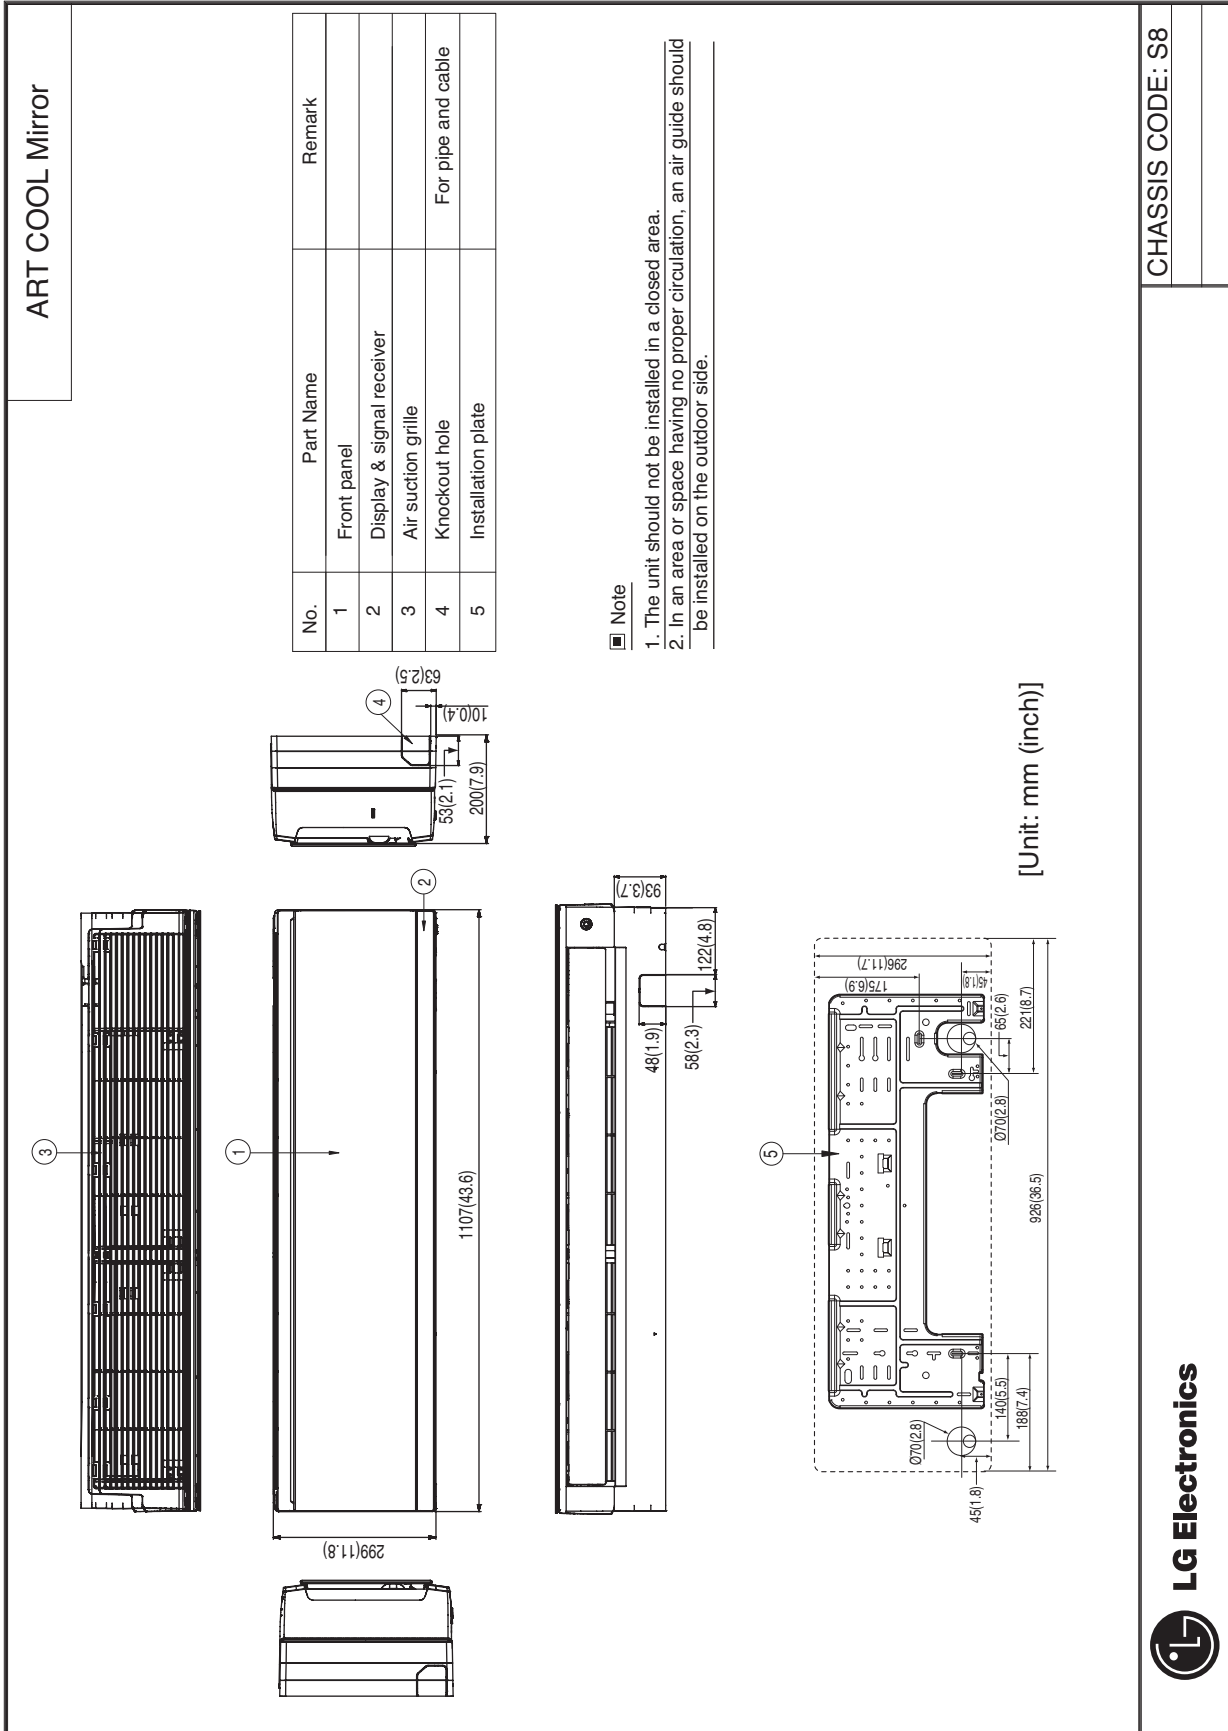 ART COOL Mirror
3
1
1107(43.6)
299(11.8)
2
4
63(2.5)
10(0.4)
53(2.1)
200(7.9)
93(3.7)
122(4.8)
48(1.9)
58(2.3)
5
296(11.7)
175(6.9)
45(1.8)
65(2.6)
221(8.7)
Ø70(2.8)
926(36.5)
Ø70(2.8)
140(5.5)
188(7.4)
45(1.8)
No. Part Name Remark
1 Front panel
2 Display & signal receiver
3 Air suction grille
4 Knockout hole For pipe and cable
5 Installation plate
Note
1. The unit should not be installed in a closed area.
2. In an area or space having no proper circulation, an air guide should
be installed on the outdoor side.
[Unit: mm (inch)]
LG Electronics
CHASSIS CODE: S8